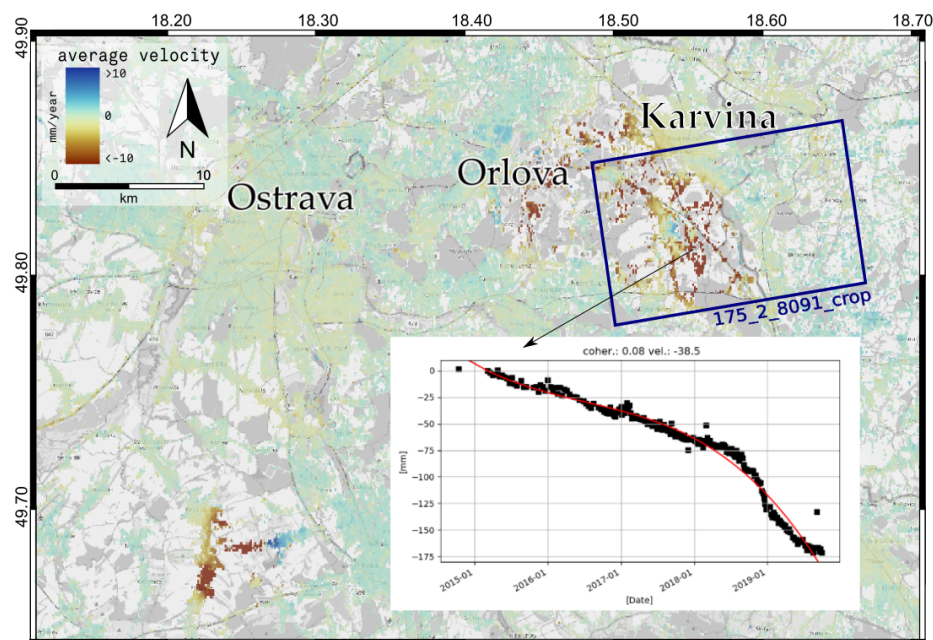 18.20 18.30 18.40 18.50 18.60 18.70
49.90
49.80
49.70
average velocity
>10
0
<-10
mm/year
N
0 10
km
Karvina
Orlova
Ostrava
175_2_8091_crop
coher.: 0.08 vel.: -38.5
0
−25
−50
−75
−100
−125
−150
−175
[mm]
2015-01 2016-01 2017-01 2018-01 2019-01
[Date]